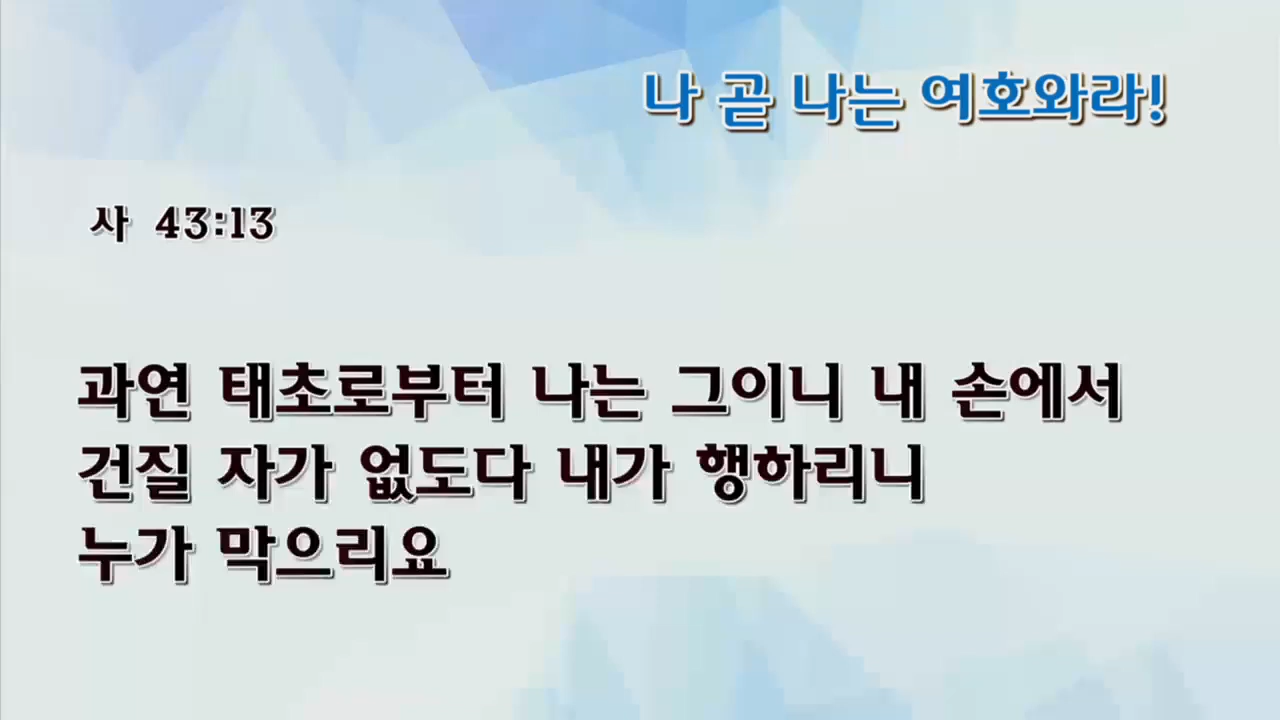 나 곧 나는 여호와라!
사 43:13
과연 태초로부터 나는 그이니 내 손에서
건질 자가 없도다 내가 행하리니
누가 막으리요